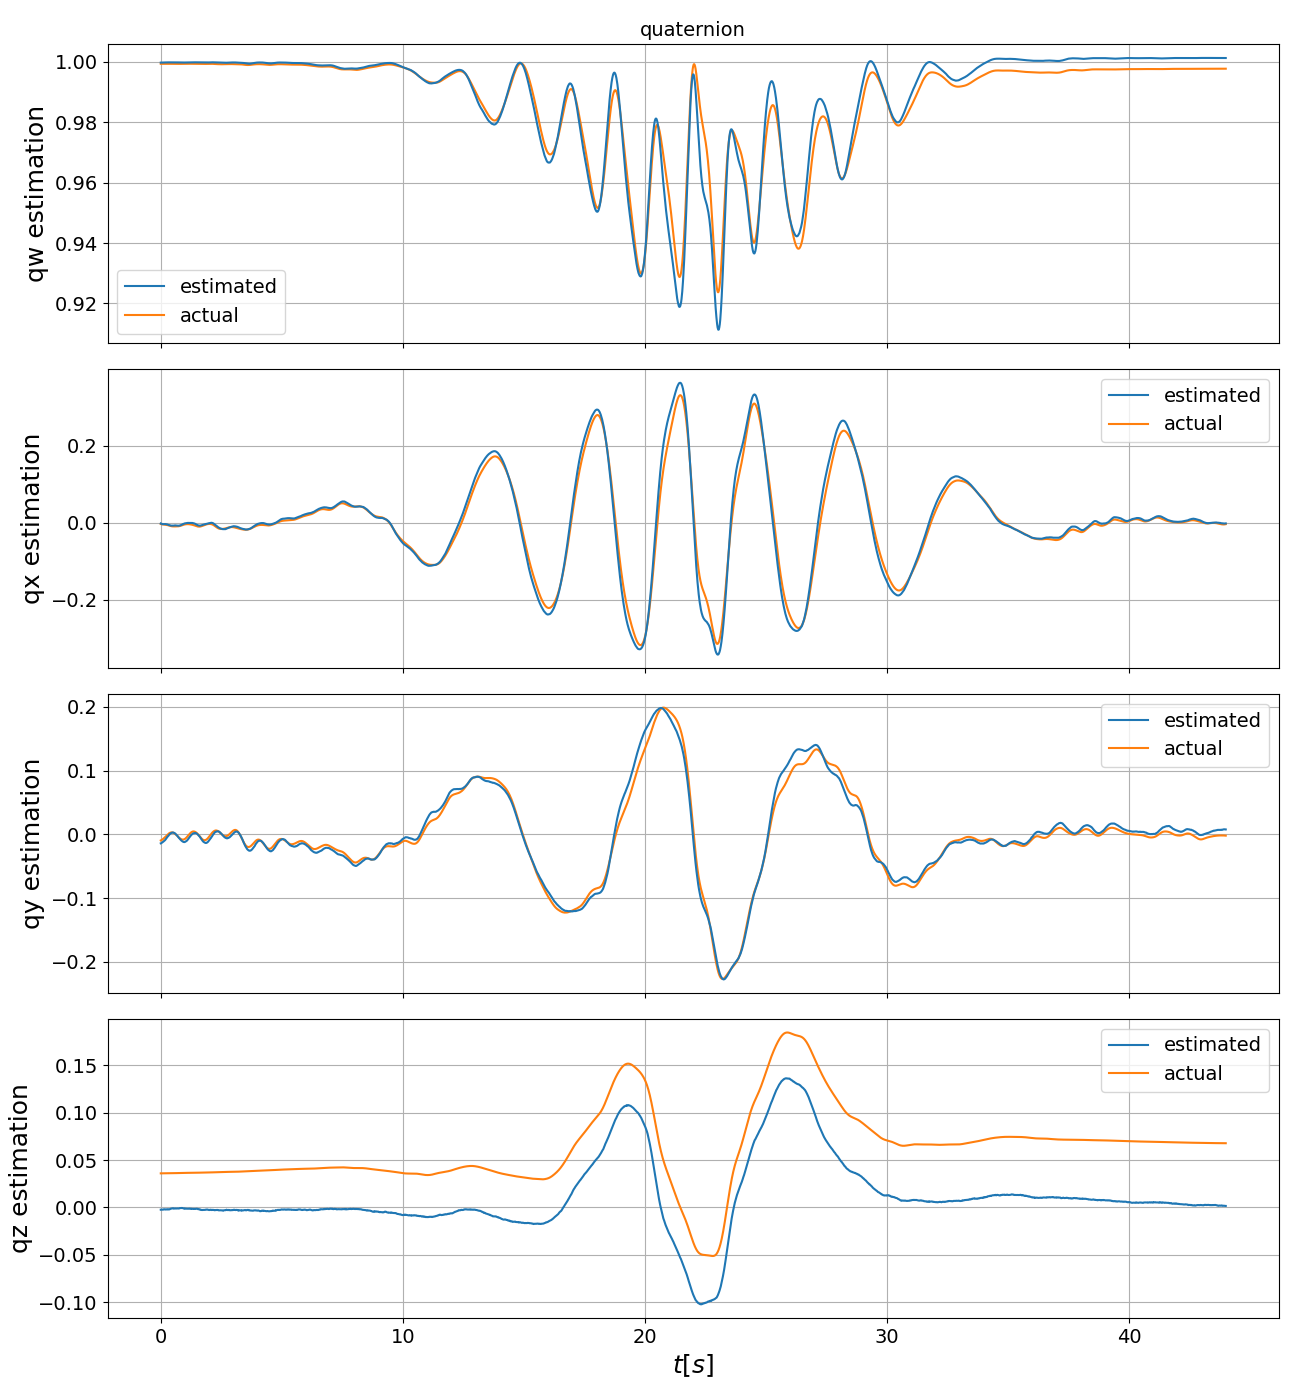 quaternion
qw estimation
1.00
0.98
0.96
0.94
0.92
estimated
actual
qx estimation
0.2
0.0
−0.2
estimated
actual
qy estimation
0.2
0.1
0.0
−0.1
−0.2
estimated
actual
qz estimation
0.15
0.10
0.05
0.00
−0.05
−0.10
estimated
actual
0 10 20 30 40
t[s]